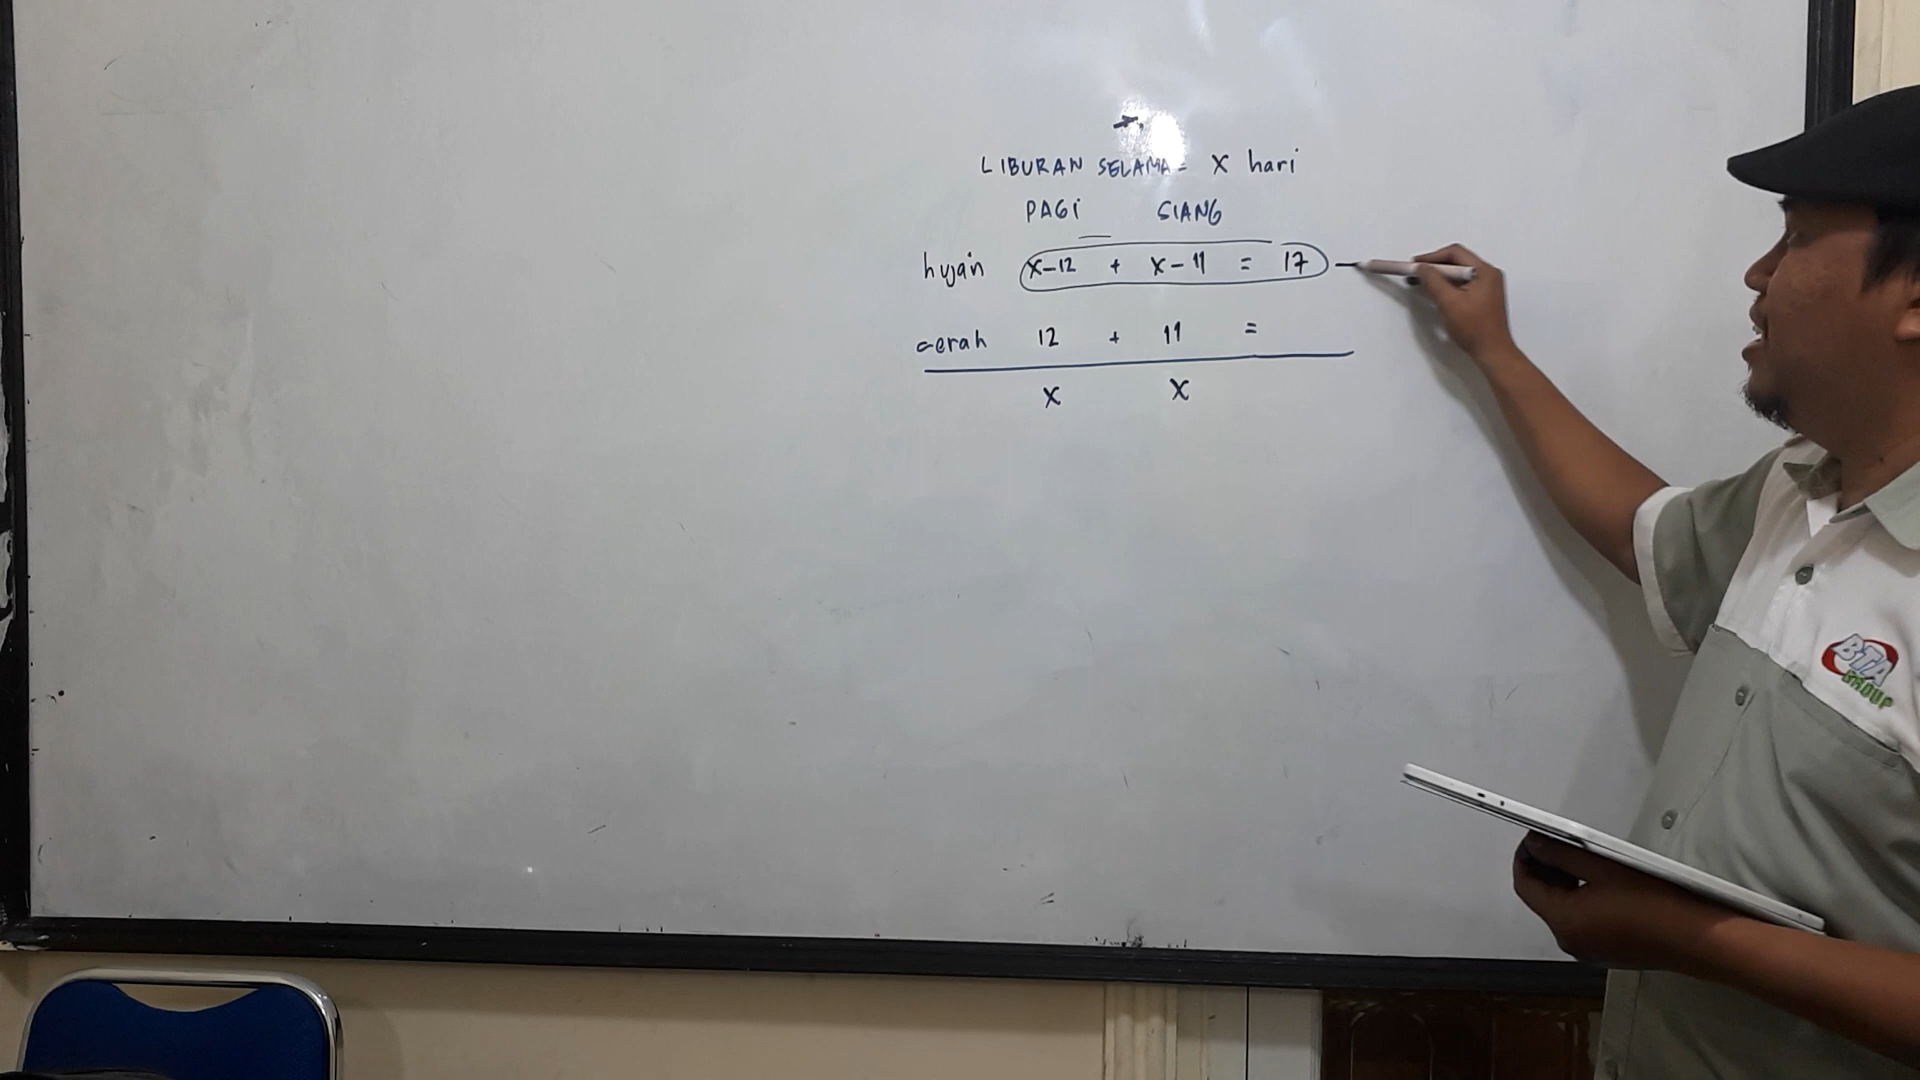 LIBURAN SELAMA = X hari
PAGI SIANG
hujan X-12 + X-11 = 17
cerah 12 + 11 =
X X
BTA
GROUP